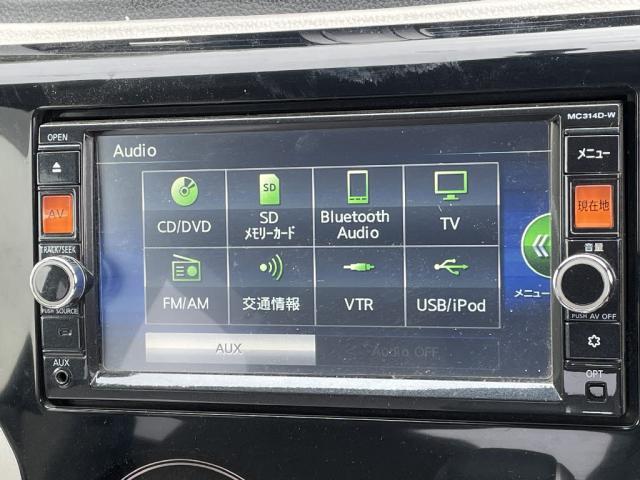 MC314D-W
OPEN
メニュー
AV
現在地
TRACK/SEEK
音量
PUSH SOURCE
PUSH AV OFF
AUX
OPT
Audio
CD/DVD
SD
SD
メモリーカード
Bluetooth
Audio
TV
FM/AM
交通情報
VTR
USB/iPod
メニュー
AUX
Audio OFF